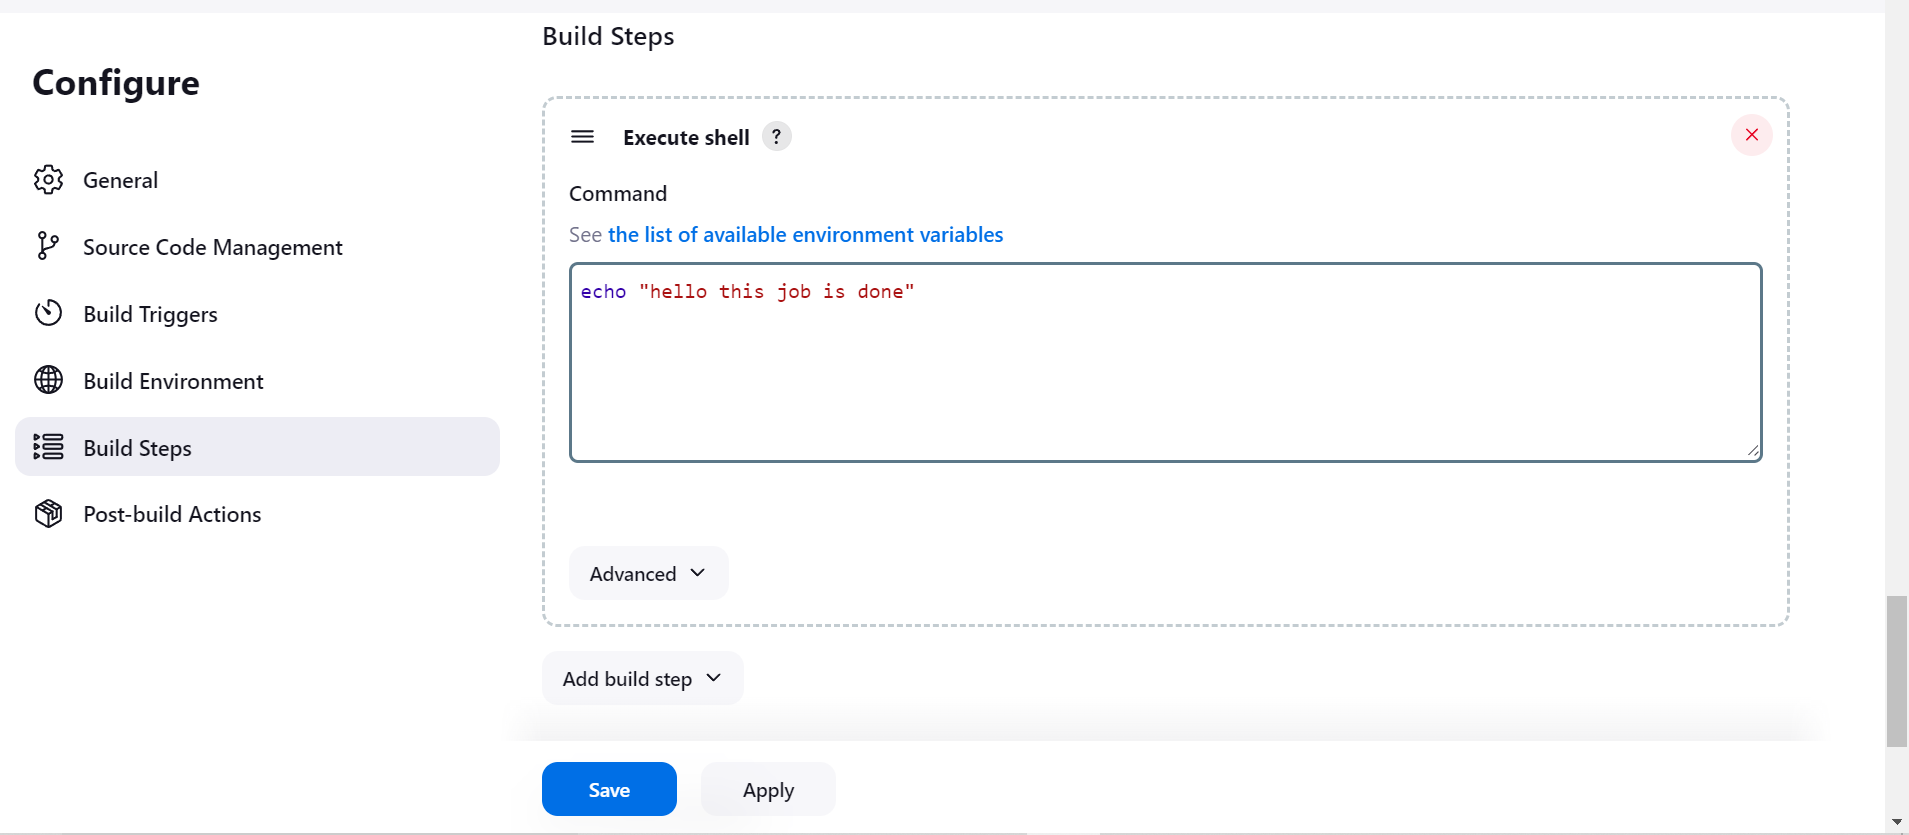 Configure
General
Source Code Management
Build Triggers
Build Environment
Build Steps
Post-build Actions
Build Steps
Execute shell ?
Command
See the list of available environment variables
echo "hello this job is done"
Advanced
Add build step
Save Apply